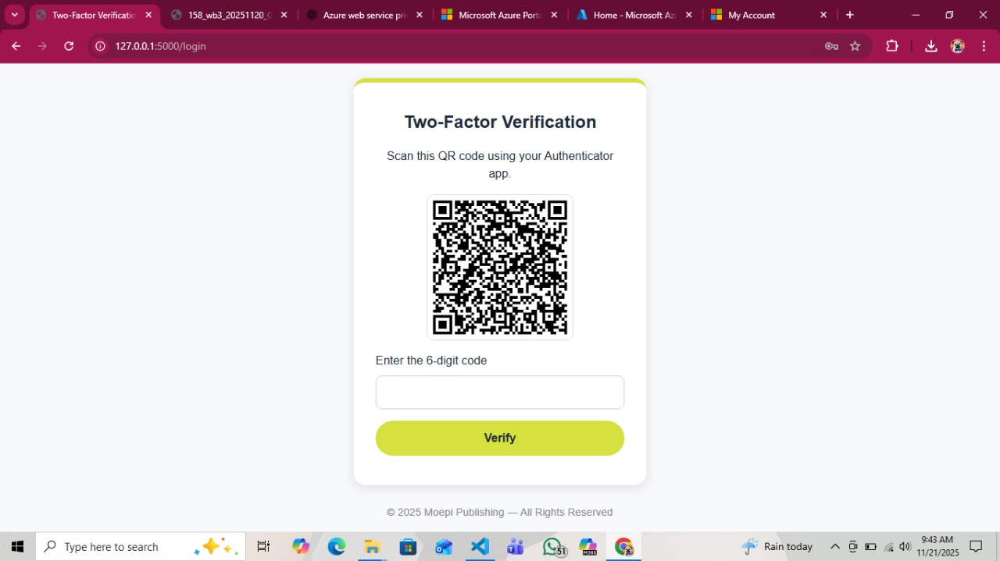 Two-Factor Verificatio
158_wb3_20251120_0
Azure web service pri
Microsoft Azure Porta
Home - Microsoft Az
My Account
127.0.0.1:5000/login
Two-Factor Verification
Scan this QR code using your Authenticator
app.
Enter the 6-digit code
Verify
© 2025 Moepi Publishing — All Rights Reserved
Type here to search
51
M365
Rain today
9:43 AM
11/21/2025